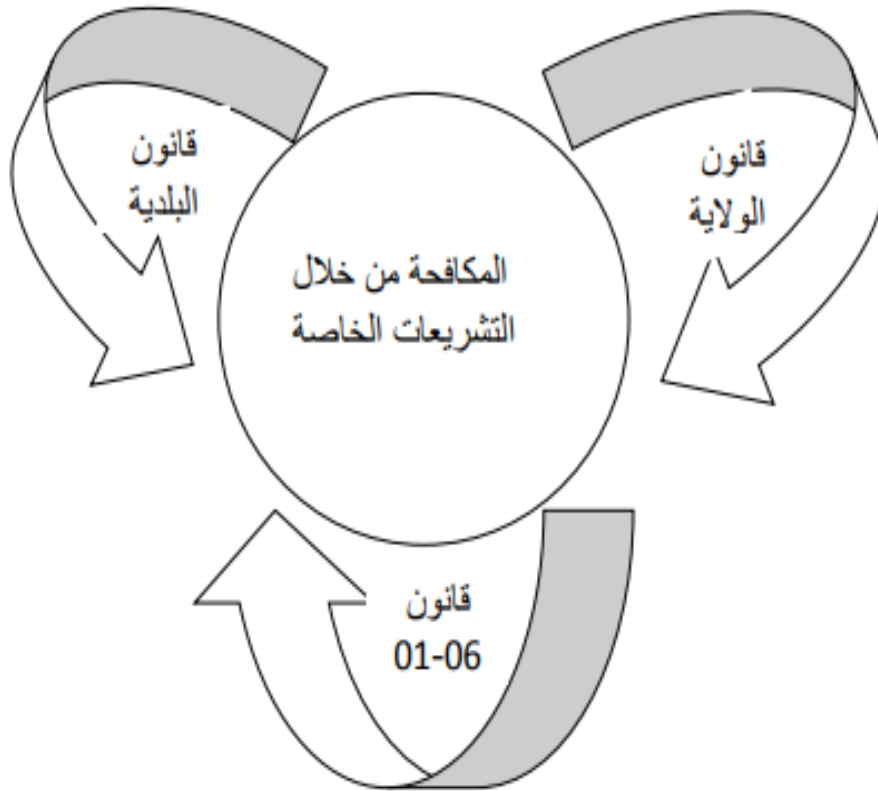 قانون
الولاية
قانون
البلدية
المكافحة من خلال
التشريعات الخاصة
قانون
01-06